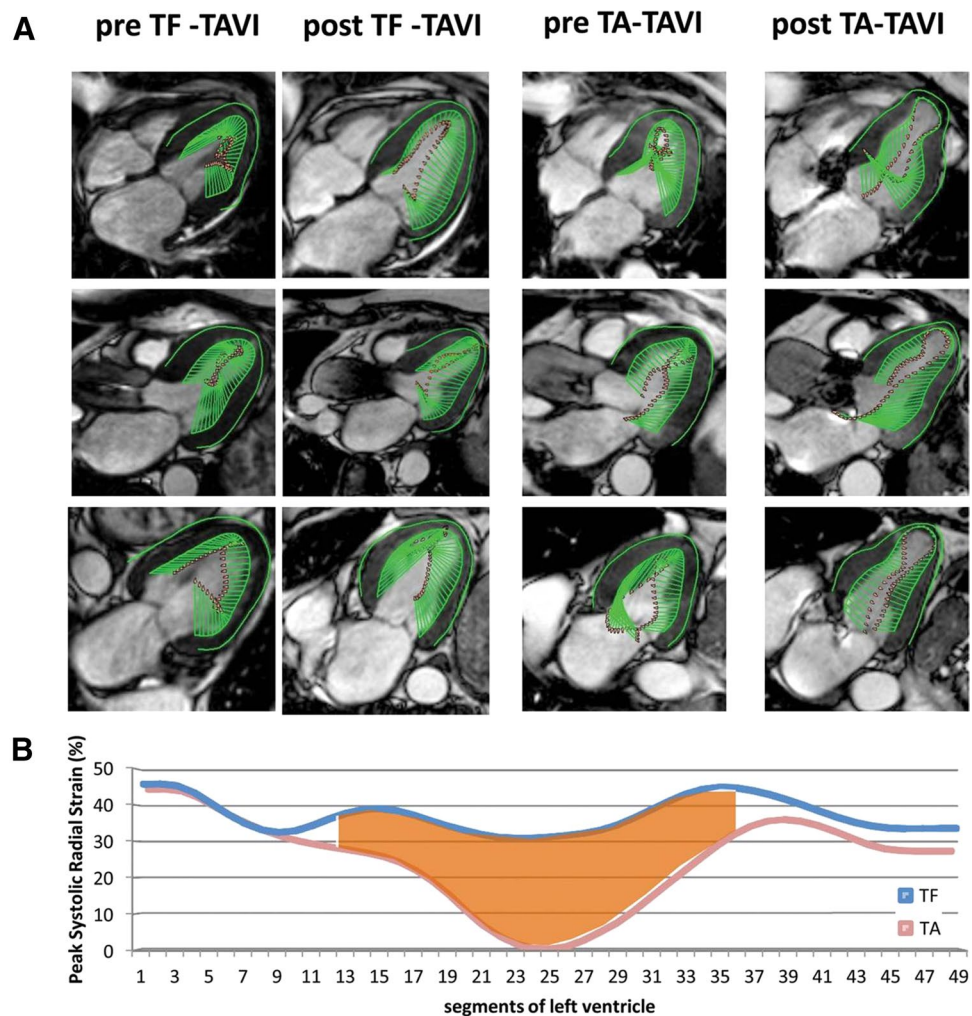 A
pre TF -TAVI post TF -TAVI pre TA-TAVI post TA-TAVI
B
Peak Systolic Radial Strain (%)
50
40
30
20
10
0
TF
TA
1 3 5 7 9 11 13 15 17 19 21 23 25 27 29 31 33 35 37 39 41 43 45 47 49
segments of left ventricle